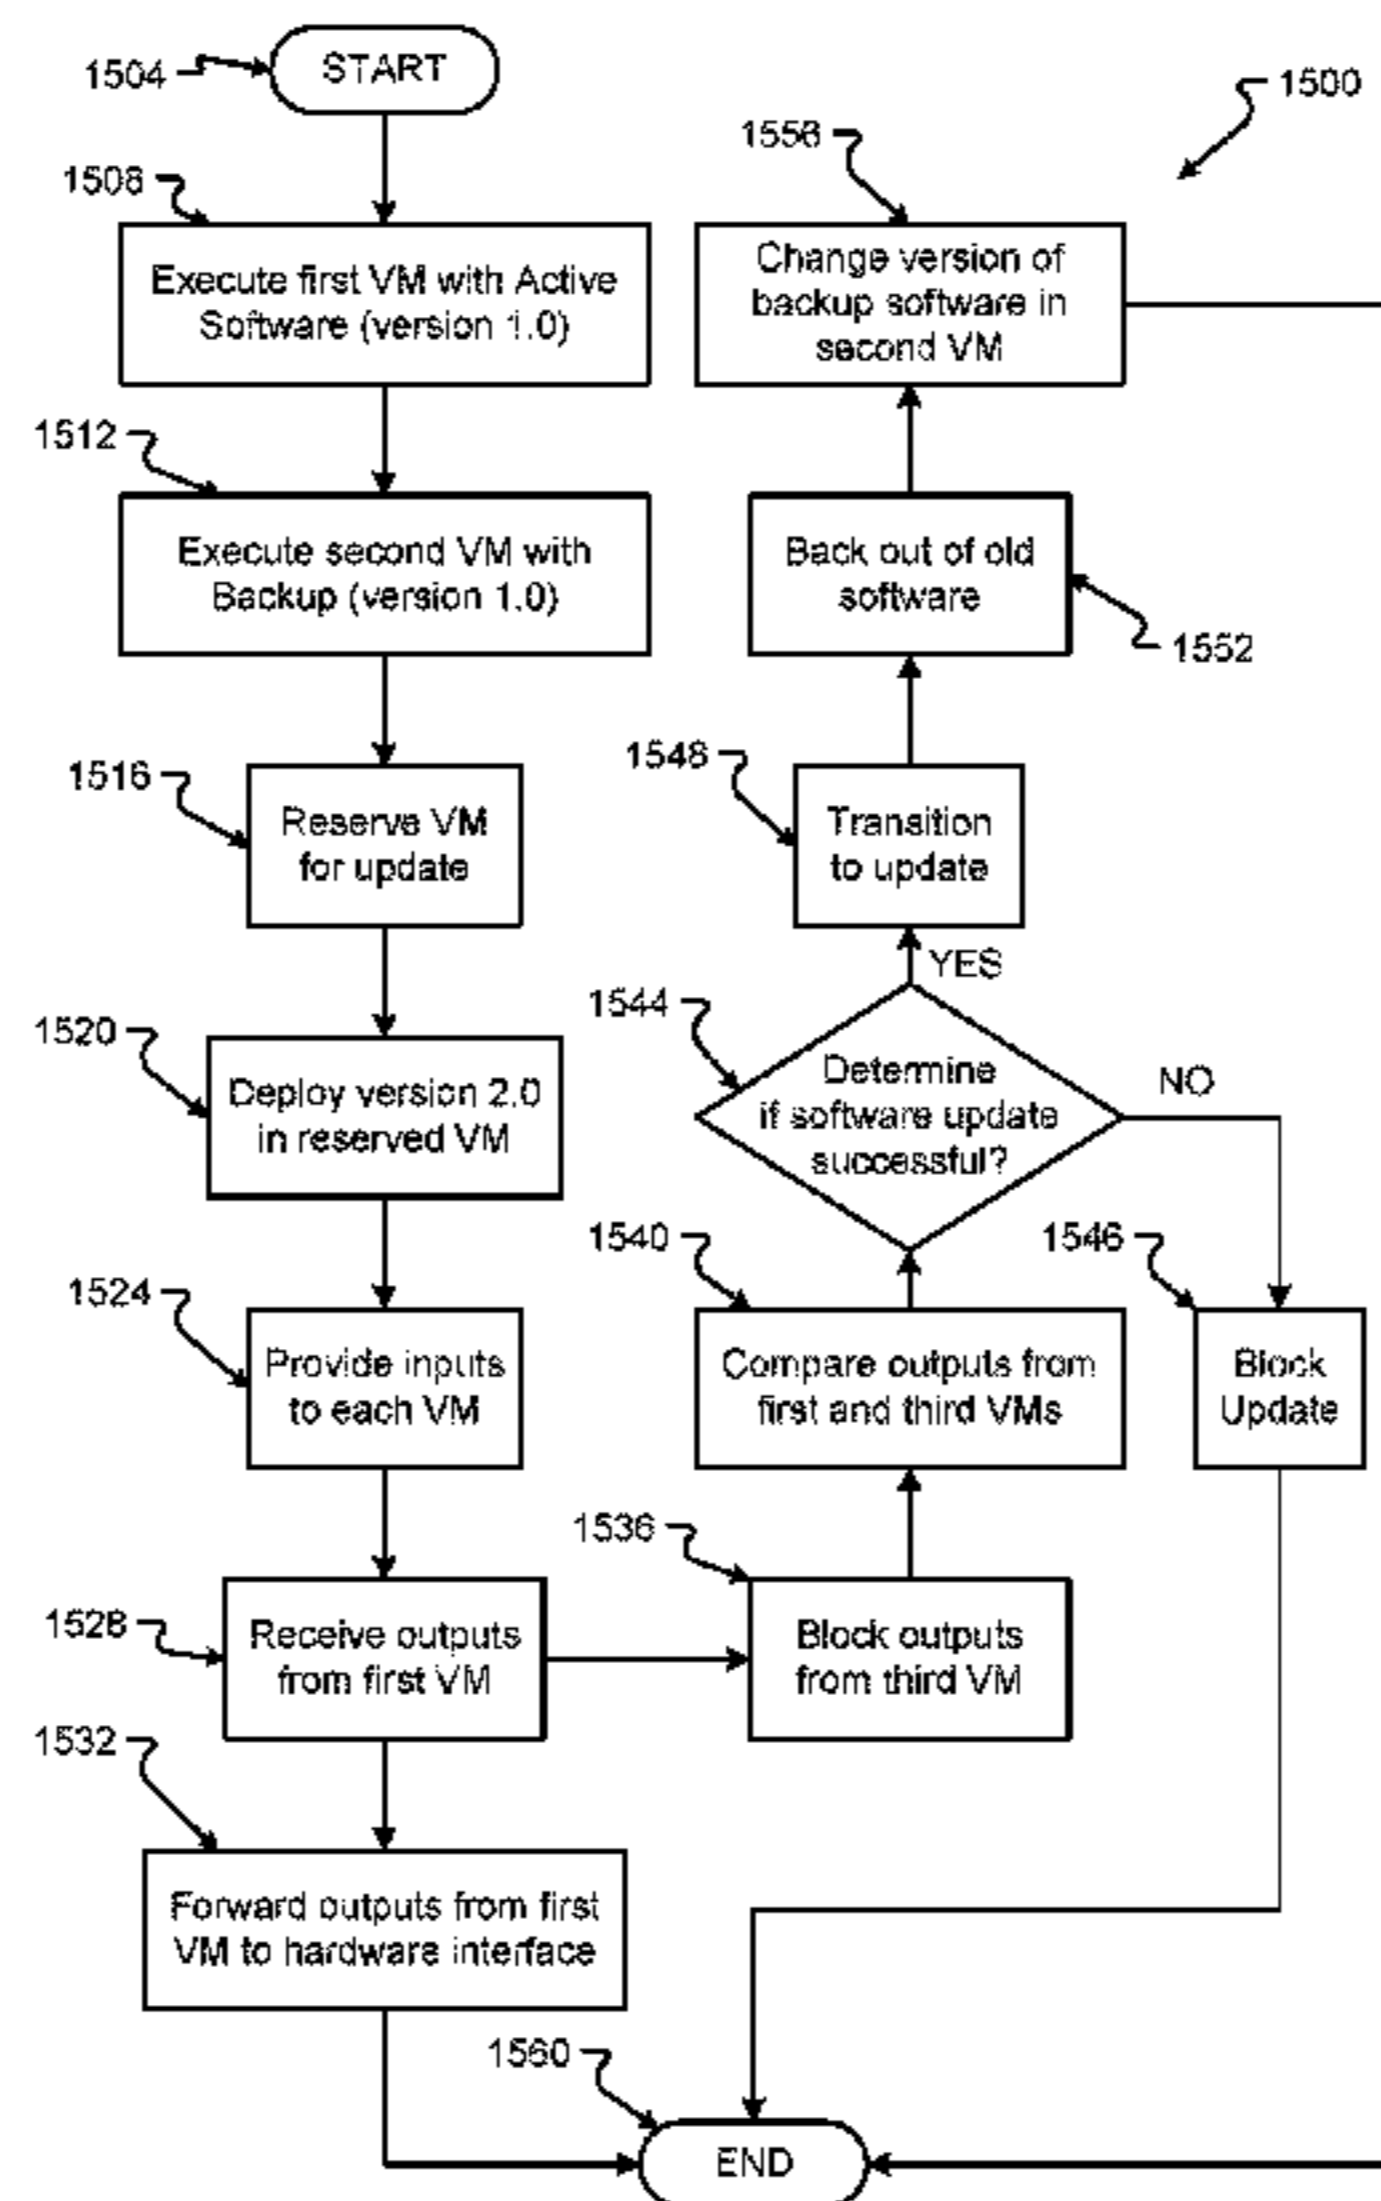 1504
START
1500
1508
Execute first VM with Active
Software (version 1.0)
1512
Execute second VM with
Backup (version 1.0)
1516
Reserve VM
for update
1520
Deploy version 2.0
in reserved VM
1524
Provide inputs
to each VM
1528
Receive outputs
from first VM
1532
Forward outputs from first
VM to hardware interface
1536
Block outputs
from third VM
1540
Compare outputs from
first and third VMs
1544
Determine
if software update
successful?
YES
NO
1546
Block
Update
1548
Transition
to update
1552
Back out of old
software
1556
Change version of
backup software in
second VM
1560
END